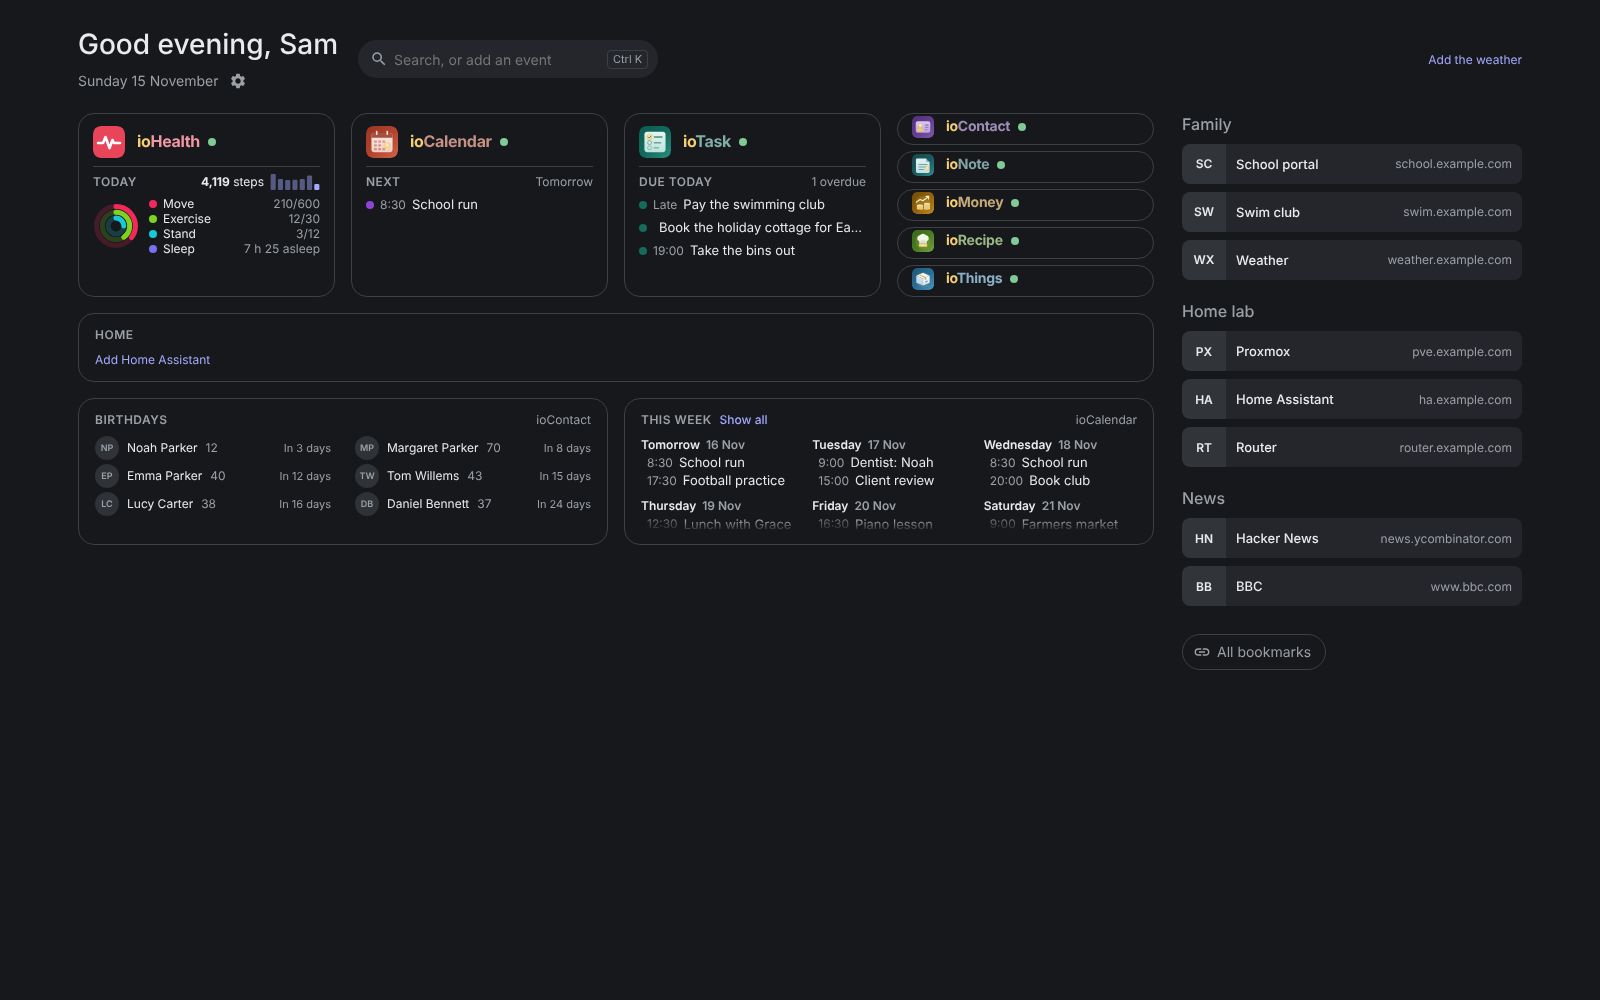 Good evening, Sam
Sunday 15 November
Search, or add an event
Ctrl K
Add the weather
ioHealth
TODAY
4,119 steps
Move 210/600
Exercise 12/30
Stand 3/12
Sleep 7 h 25 asleep
ioCalendar
NEXT Tomorrow
8:30 School run
ioTask
DUE TODAY 1 overdue
Late Pay the swimming club
Book the holiday cottage for Ea...
19:00 Take the bins out
ioContact
ioNote
ioMoney
ioRecipe
ioThings
HOME
Add Home Assistant
BIRTHDAYS ioContact
NP Noah Parker 12 In 3 days
MP Margaret Parker 70 In 8 days
EP Emma Parker 40 In 12 days
TW Tom Willems 43 In 15 days
LC Lucy Carter 38 In 16 days
DB Daniel Bennett 37 In 24 days
THIS WEEK Show all ioCalendar
Tomorrow 16 Nov
8:30 School run
17:30 Football practice
Tuesday 17 Nov
9:00 Dentist: Noah
15:00 Client review
Wednesday 18 Nov
8:30 School run
20:00 Book club
Thursday 19 Nov
12:30 Lunch with Grace
Friday 20 Nov
16:30 Piano lesson
Saturday 21 Nov
9:00 Farmers market
Family
SC School portal school.example.com
SW Swim club swim.example.com
WX Weather weather.example.com
Home lab
PX Proxmox pve.example.com
HA Home Assistant ha.example.com
RT Router router.example.com
News
HN Hacker News news.ycombinator.com
BB BBC www.bbc.com
All bookmarks